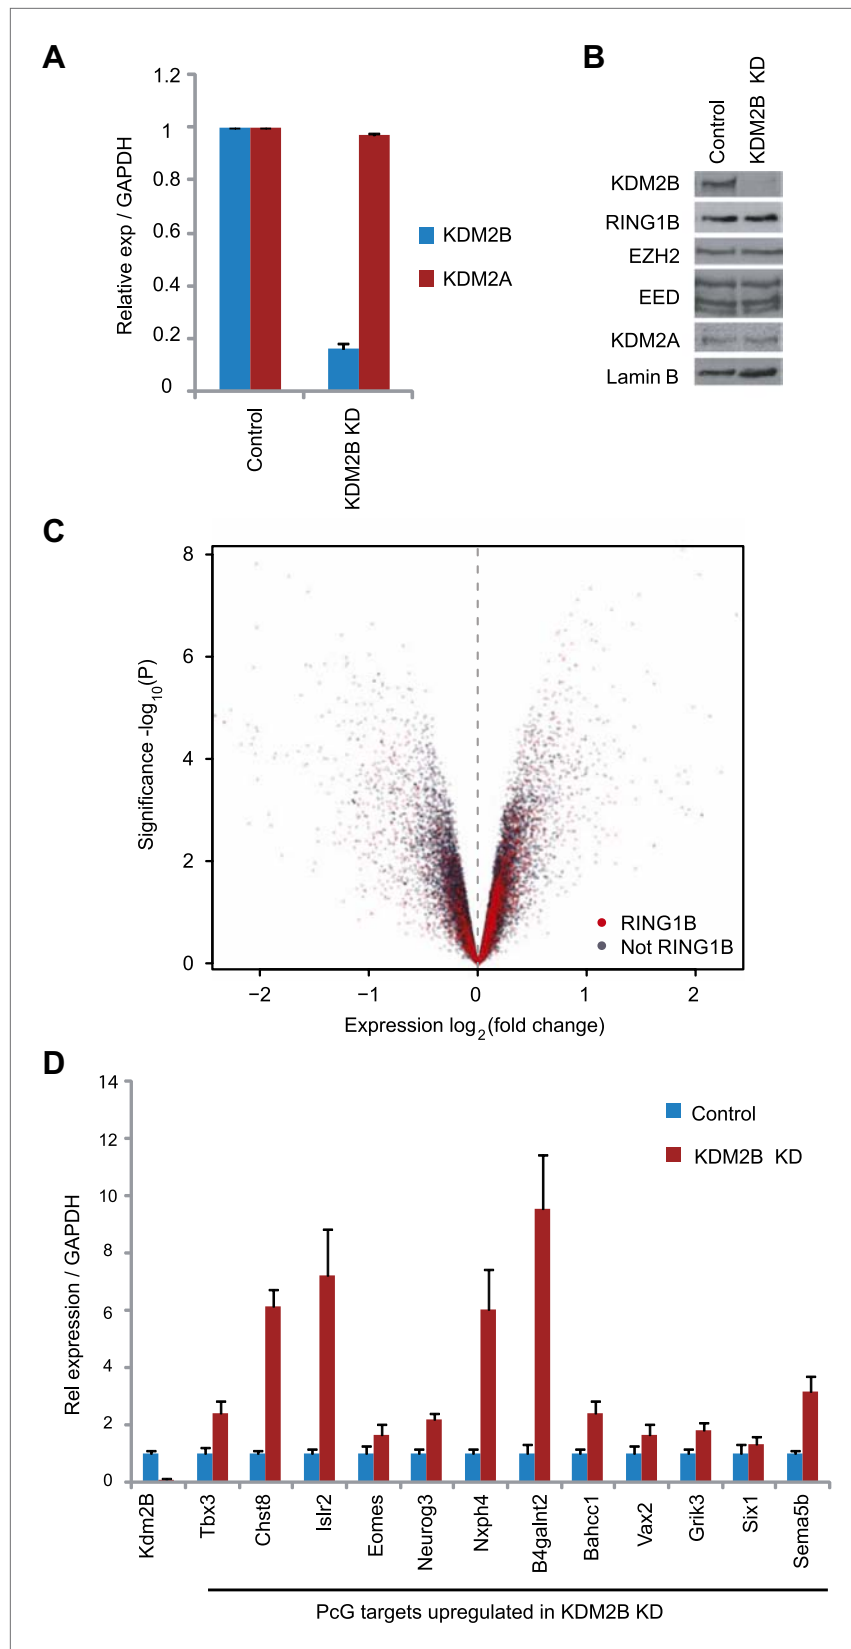 A
1.2
1
0.8
0.6
0.4
0.2
0
Relative exp / GAPDH
Control
KDM2B KD
KDM2B
KDM2A
B
Control
KDM2B KD
KDM2B
RING1B
EZH2
EED
KDM2A
Lamin B
C
8
6
4
2
0
Significance -log10(P)
−2 −1 0 1 2
Expression log2(fold change)
RING1B
Not RING1B
D
14
12
10
8
6
4
2
0
Rel expression / GAPDH
Control
KDM2B KD
Kdm2B
Tbx3
Chst8
Islr2
Eomes
Neurog3
Nxph4
B4galnt2
Bahcc1
Vax2
Grik3
Six1
Sema5b
PcG targets upregulated in KDM2B KD